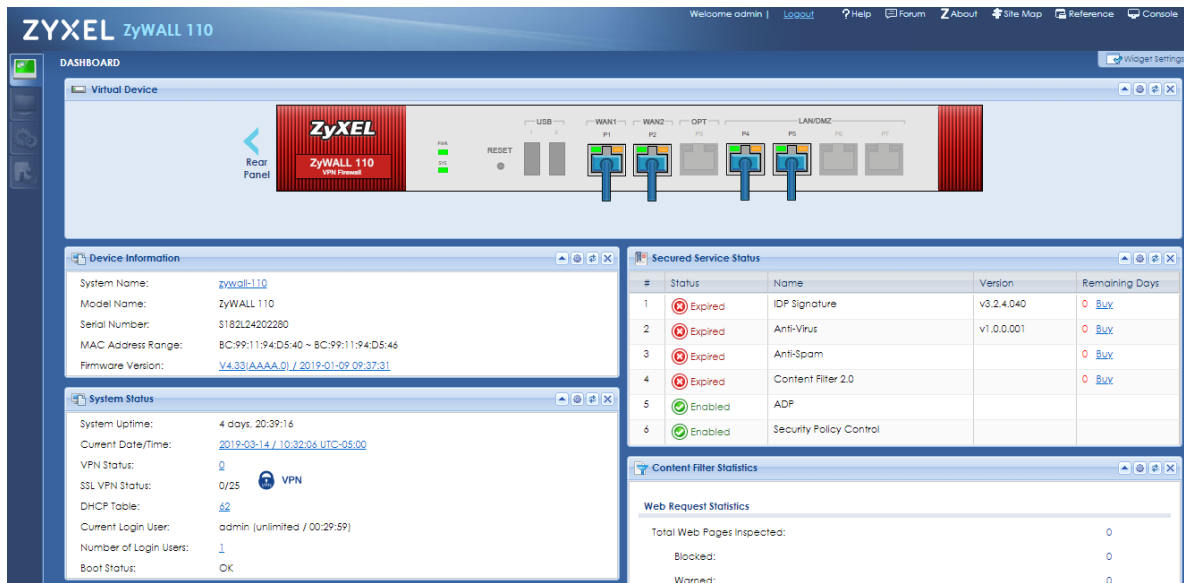 ZYXEL ZyWALL 110
Welcome admin | Logout ?Help Forum Z About Site Map Reference Console
DASHBOARD
Widget Settings
Virtual Device
USB WAN1 WAN2 OPT LAN/DMZ
1 2 P1 P2 P3 P4 P5 P6 P7
ZyXEL
PWR
RESET
SYS
ZyWALL 110
VPN Firewall
Rear
Panel
Device Information
System Name: zywall-110
Model Name: ZyWALL 110
Serial Number: S182L24202280
MAC Address Range: BC:99:11:94:D5:40 ~ BC:99:11:94:D5:46
Firmware Version: V4.33(AAAA.0) / 2019-01-09 09:37:31
System Status
System Uptime: 4 days, 20:39:16
Current Date/Time: 2019-03-14 / 10:32:06 UTC-05:00
VPN Status: 0
SSL VPN Status: 0/25 VPN
DHCP Table: 62
Current Login User: admin (unlimited / 00:29:59)
Number of Login Users: 1
Boot Status: OK
Secured Service Status
# Status Name Version Remaining Days
1 Expired IDP Signature v3.2.4.040 0 Buy
2 Expired Anti-Virus v1.0.0.001 0 Buy
3 Expired Anti-Spam 0 Buy
4 Expired Content Filter 2.0 0 Buy
5 Enabled ADP
6 Enabled Security Policy Control
Content Filter Statistics
Web Request Statistics
Total Web Pages Inspected: 0
Blocked: 0
Warned: 0